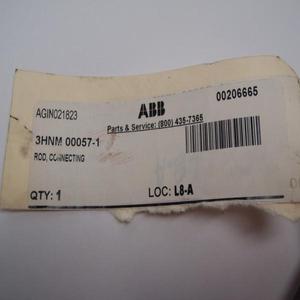 AGIN021823 ABB 00206665
Parts & Service: (800) 435-7365
3HNM 00057-1
ROD, CONNECTING
QTY: 1 LOC: L8-A